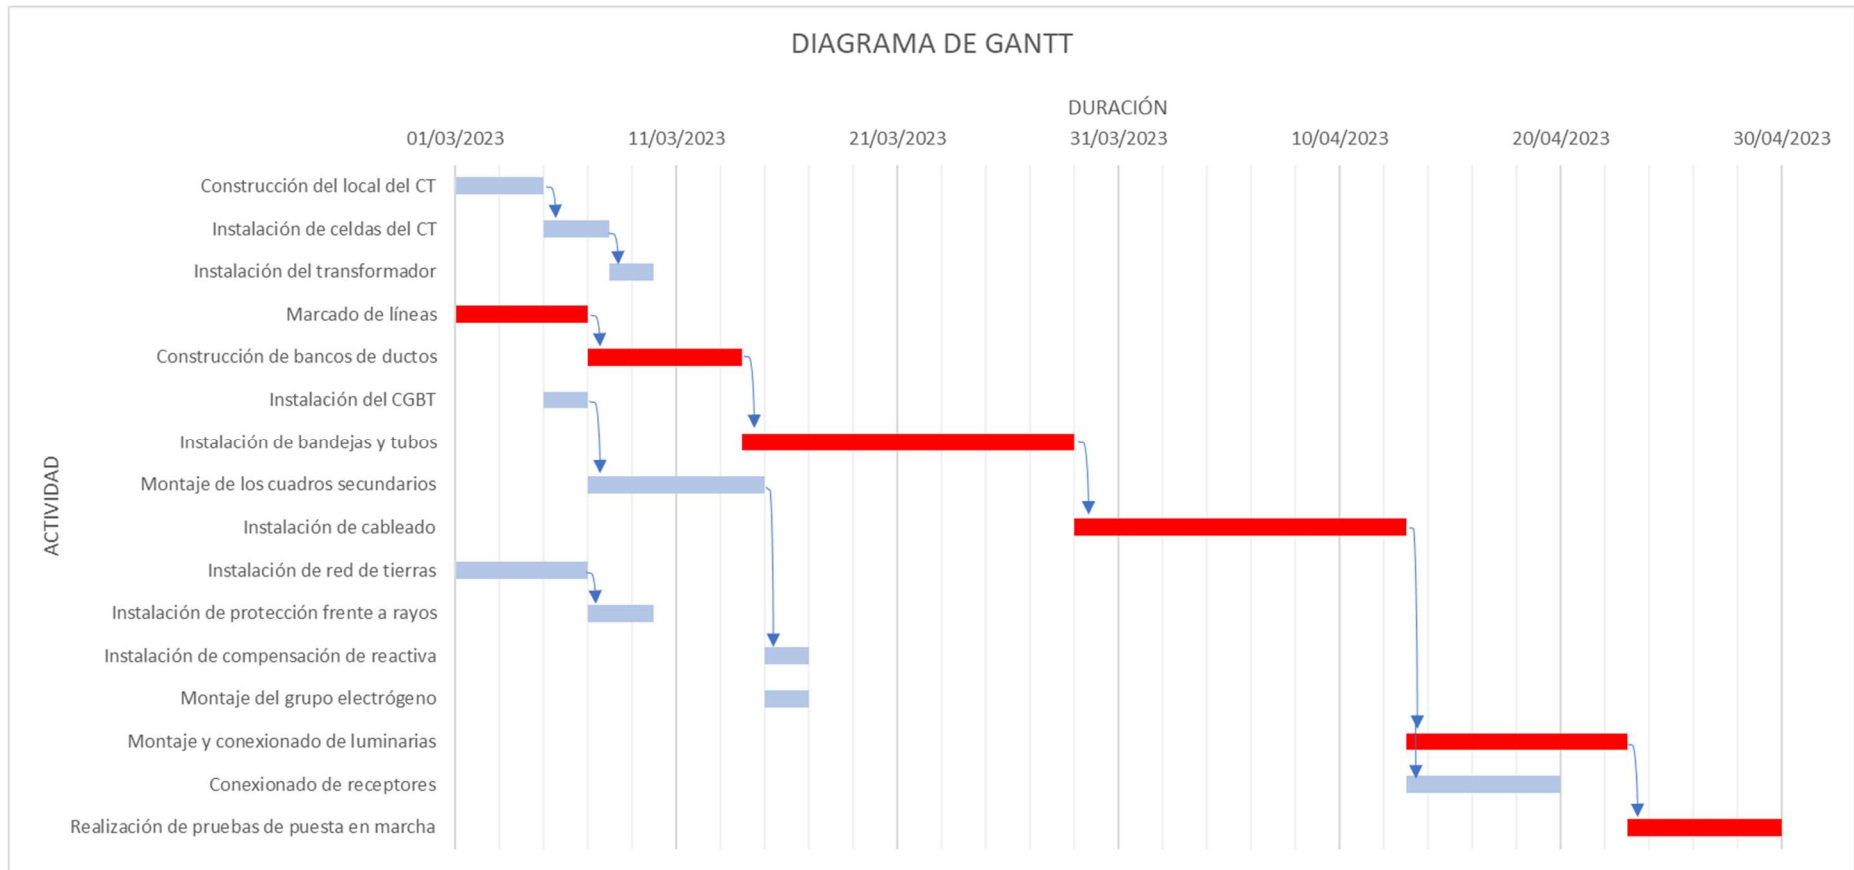 DIAGRAMA DE GANTT
DURACIÓN
01/03/2023 11/03/2023 21/03/2023 31/03/2023 10/04/2023 20/04/2023 30/04/2023
ACTIVIDAD
Construcción del local del CT
Instalación de celdas del CT
Instalación del transformador
Marcado de líneas
Construcción de bancos de ductos
Instalación del CGBT
Instalación de bandejas y tubos
Montaje de los cuadros secundarios
Instalación de cableado
Instalación de red de tierras
Instalación de protección frente a rayos
Instalación de compensación de reactiva
Montaje del grupo electrógeno
Montaje y conexionado de luminarias
Conexionado de receptores
Realización de pruebas de puesta en marcha